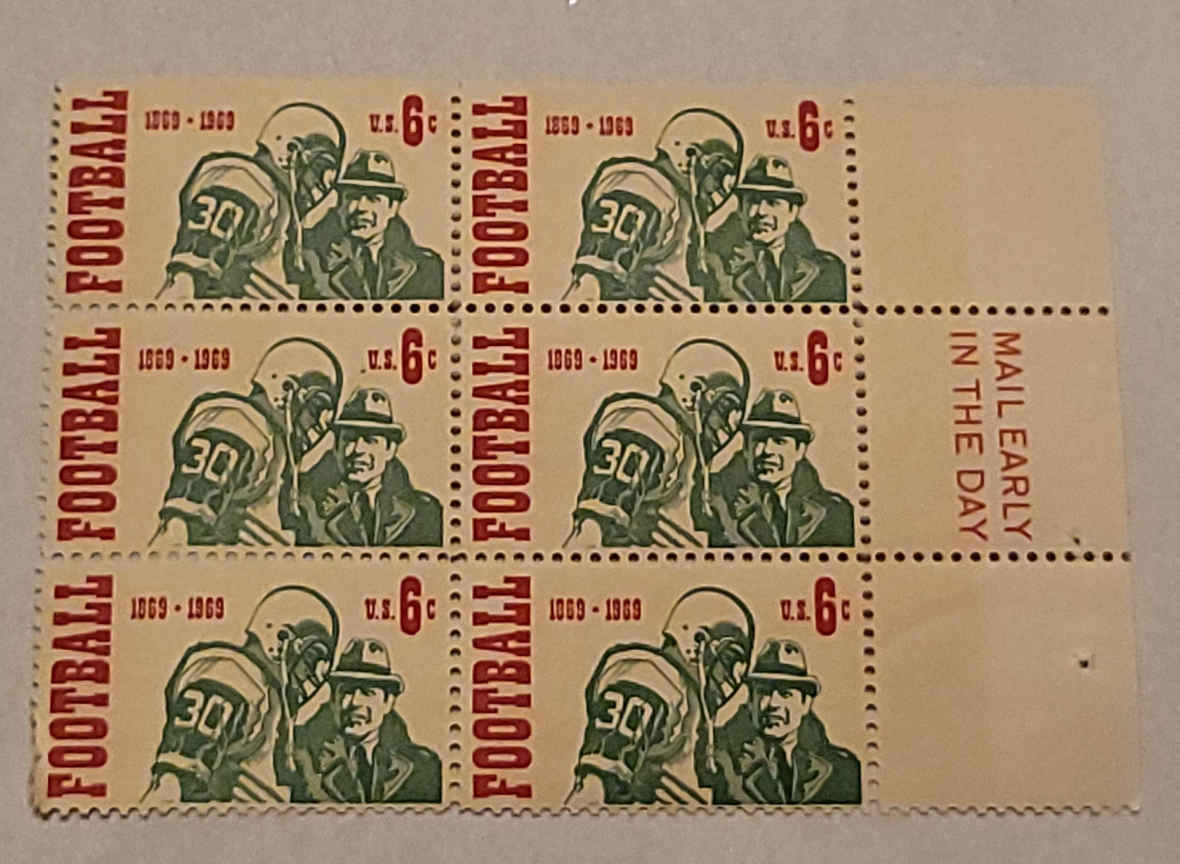 FOOTBALL
1869 - 1969
U.S. 6c
30
FOOTBALL
1869 - 1969
U.S. 6c
30
FOOTBALL
1869 - 1969
U.S. 6c
30
FOOTBALL
1869 - 1969
U.S. 6c
30
MAIL EARLY
IN THE DAY
FOOTBALL
1869 - 1969
U.S. 6c
30
FOOTBALL
1869 - 1969
U.S. 6c
30